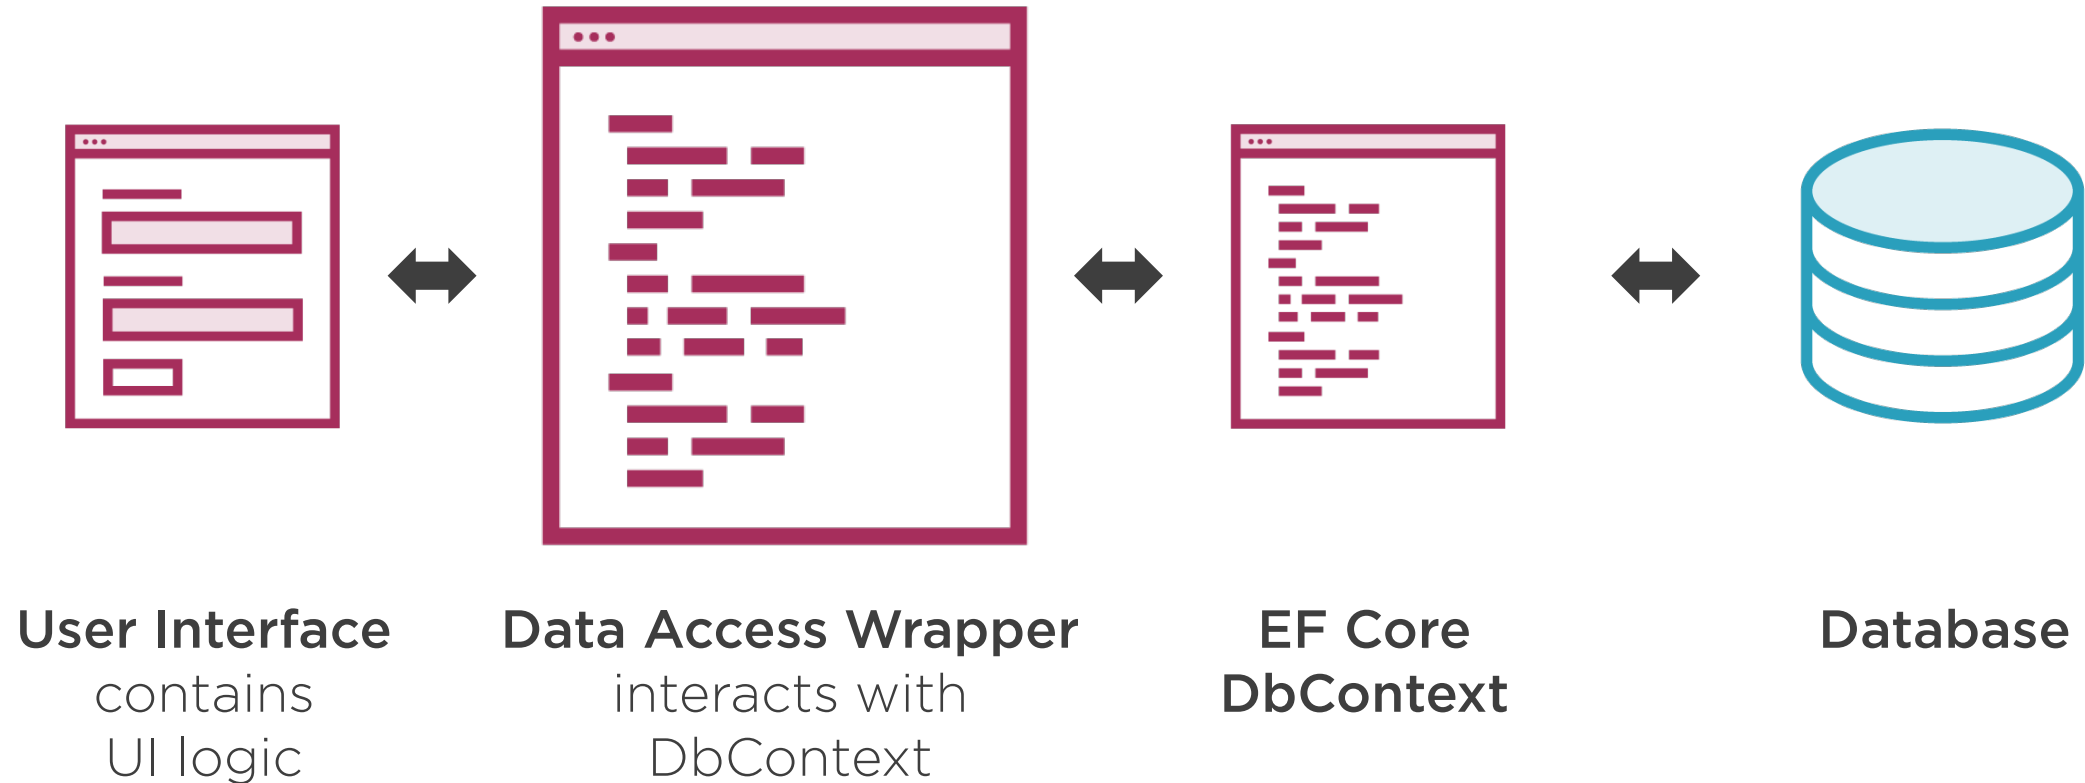 User Interface
contains
UI logic
Data Access Wrapper
interacts with
DbContext
EF Core
DbContext
Database